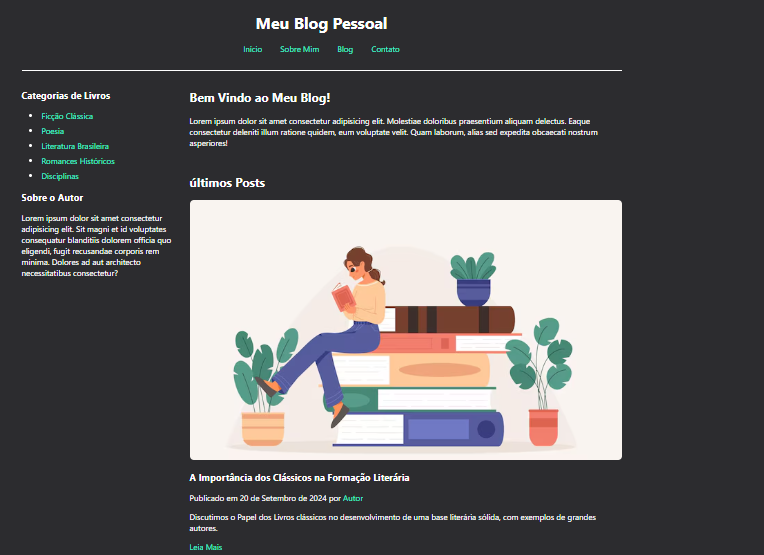 Meu Blog Pessoal
Início
Sobre Mim
Blog
Contato
Categorias de Livros
Ficção Clássica
Poesia
Literatura Brasileira
Romances Históricos
Disciplinas
Sobre o Autor
Lorem ipsum dolor sit amet consectetur
adipisicing elit. Sit magni et id voluptates
consequatur blanditiis dolorem officia quo
eligendi, fugit recusandae corporis rem
minima. Dolores ad aut architecto
necessitatibus consectetur?
Bem Vindo ao Meu Blog!
Lorem ipsum dolor sit amet consectetur adipisicing elit. Molestiae doloribus praesentium aliquam delectus. Eaque
consectetur deleniti illum ratione quidem, eum voluptate velit. Quam laborum, alias sed expedita obcaecati nostrum
asperiores!
últimos Posts
A Importância dos Clássicos na Formação Literária
Publicado em 20 de Setembro de 2024 por Autor
Discutimos o Papel dos Livros clássicos no desenvolvimento de uma base literária sólida, com exemplos de grandes
autores.
Leia Mais